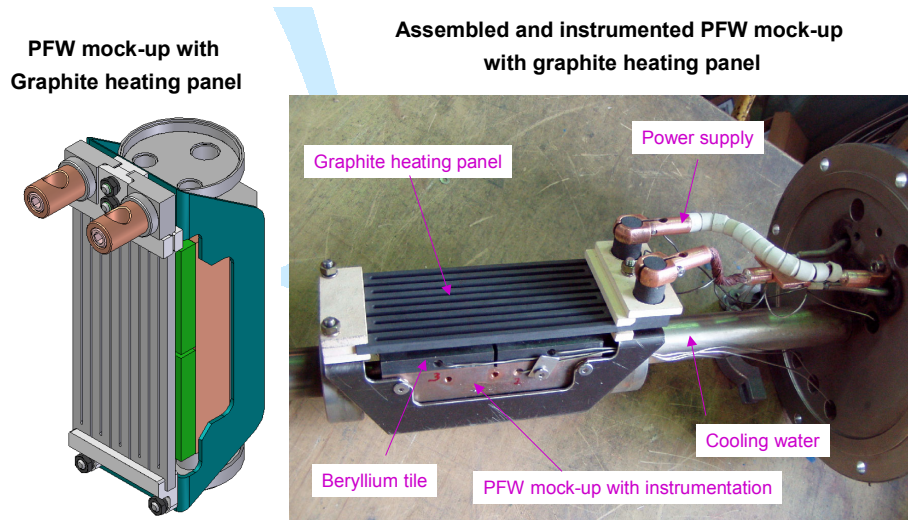 PFW mock-up with
Graphite heating panel
Assembled and instrumented PFW mock-up
with graphite heating panel
Graphite heating panel
Power supply
Cooling water
Beryllium tile
PFW mock-up with instrumentation
3